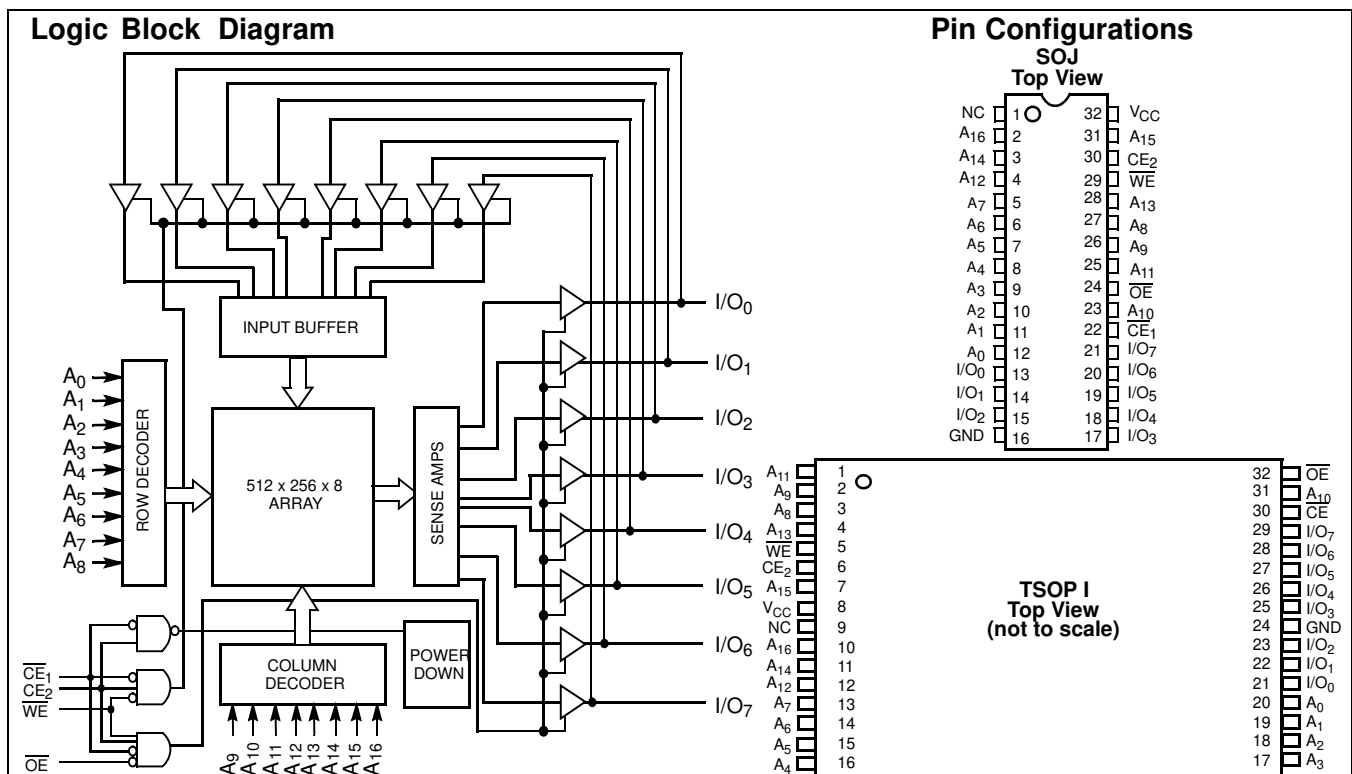 Logic Block Diagram
INPUT BUFFER
A0
A1
A2
A3
A4
A5
A6
A7
A8
ROW DECODER
512 x 256 x 8
ARRAY
SENSE AMPS
COLUMN
DECODER
POWER
DOWN
C̅E̅1
CE2
W̅E̅
O̅E̅
A9
A10
A11
A12
A13
A14
A15
A16
I/O0
I/O1
I/O2
I/O3
I/O4
I/O5
I/O6
I/O7
Pin Configurations
SOJ
Top View
NC 1 32 VCC
A16 2 31 A15
A14 3 30 CE2
A12 4 29 W̅E̅
A7 5 28 A13
A6 6 27 A8
A5 7 26 A9
A4 8 25 A11
A3 9 24 O̅E̅
A2 10 23 A10
A1 11 22 C̅E̅1
A0 12 21 I/O7
I/O0 13 20 I/O6
I/O1 14 19 I/O5
I/O2 15 18 I/O4
GND 16 17 I/O3
TSOP I
Top View
(not to scale)
A11 1 32 O̅E̅
A9 2 31 A10
A8 3 30 C̅E̅
A13 4 29 I/O7
W̅E̅ 5 28 I/O6
CE2 6 27 I/O5
A15 7 26 I/O4
VCC 8 25 I/O3
NC 9 24 GND
A16 10 23 I/O2
A14 11 22 I/O1
A12 12 21 I/O0
A7 13 20 A0
A6 14 19 A1
A5 15 18 A2
A4 16 17 A3